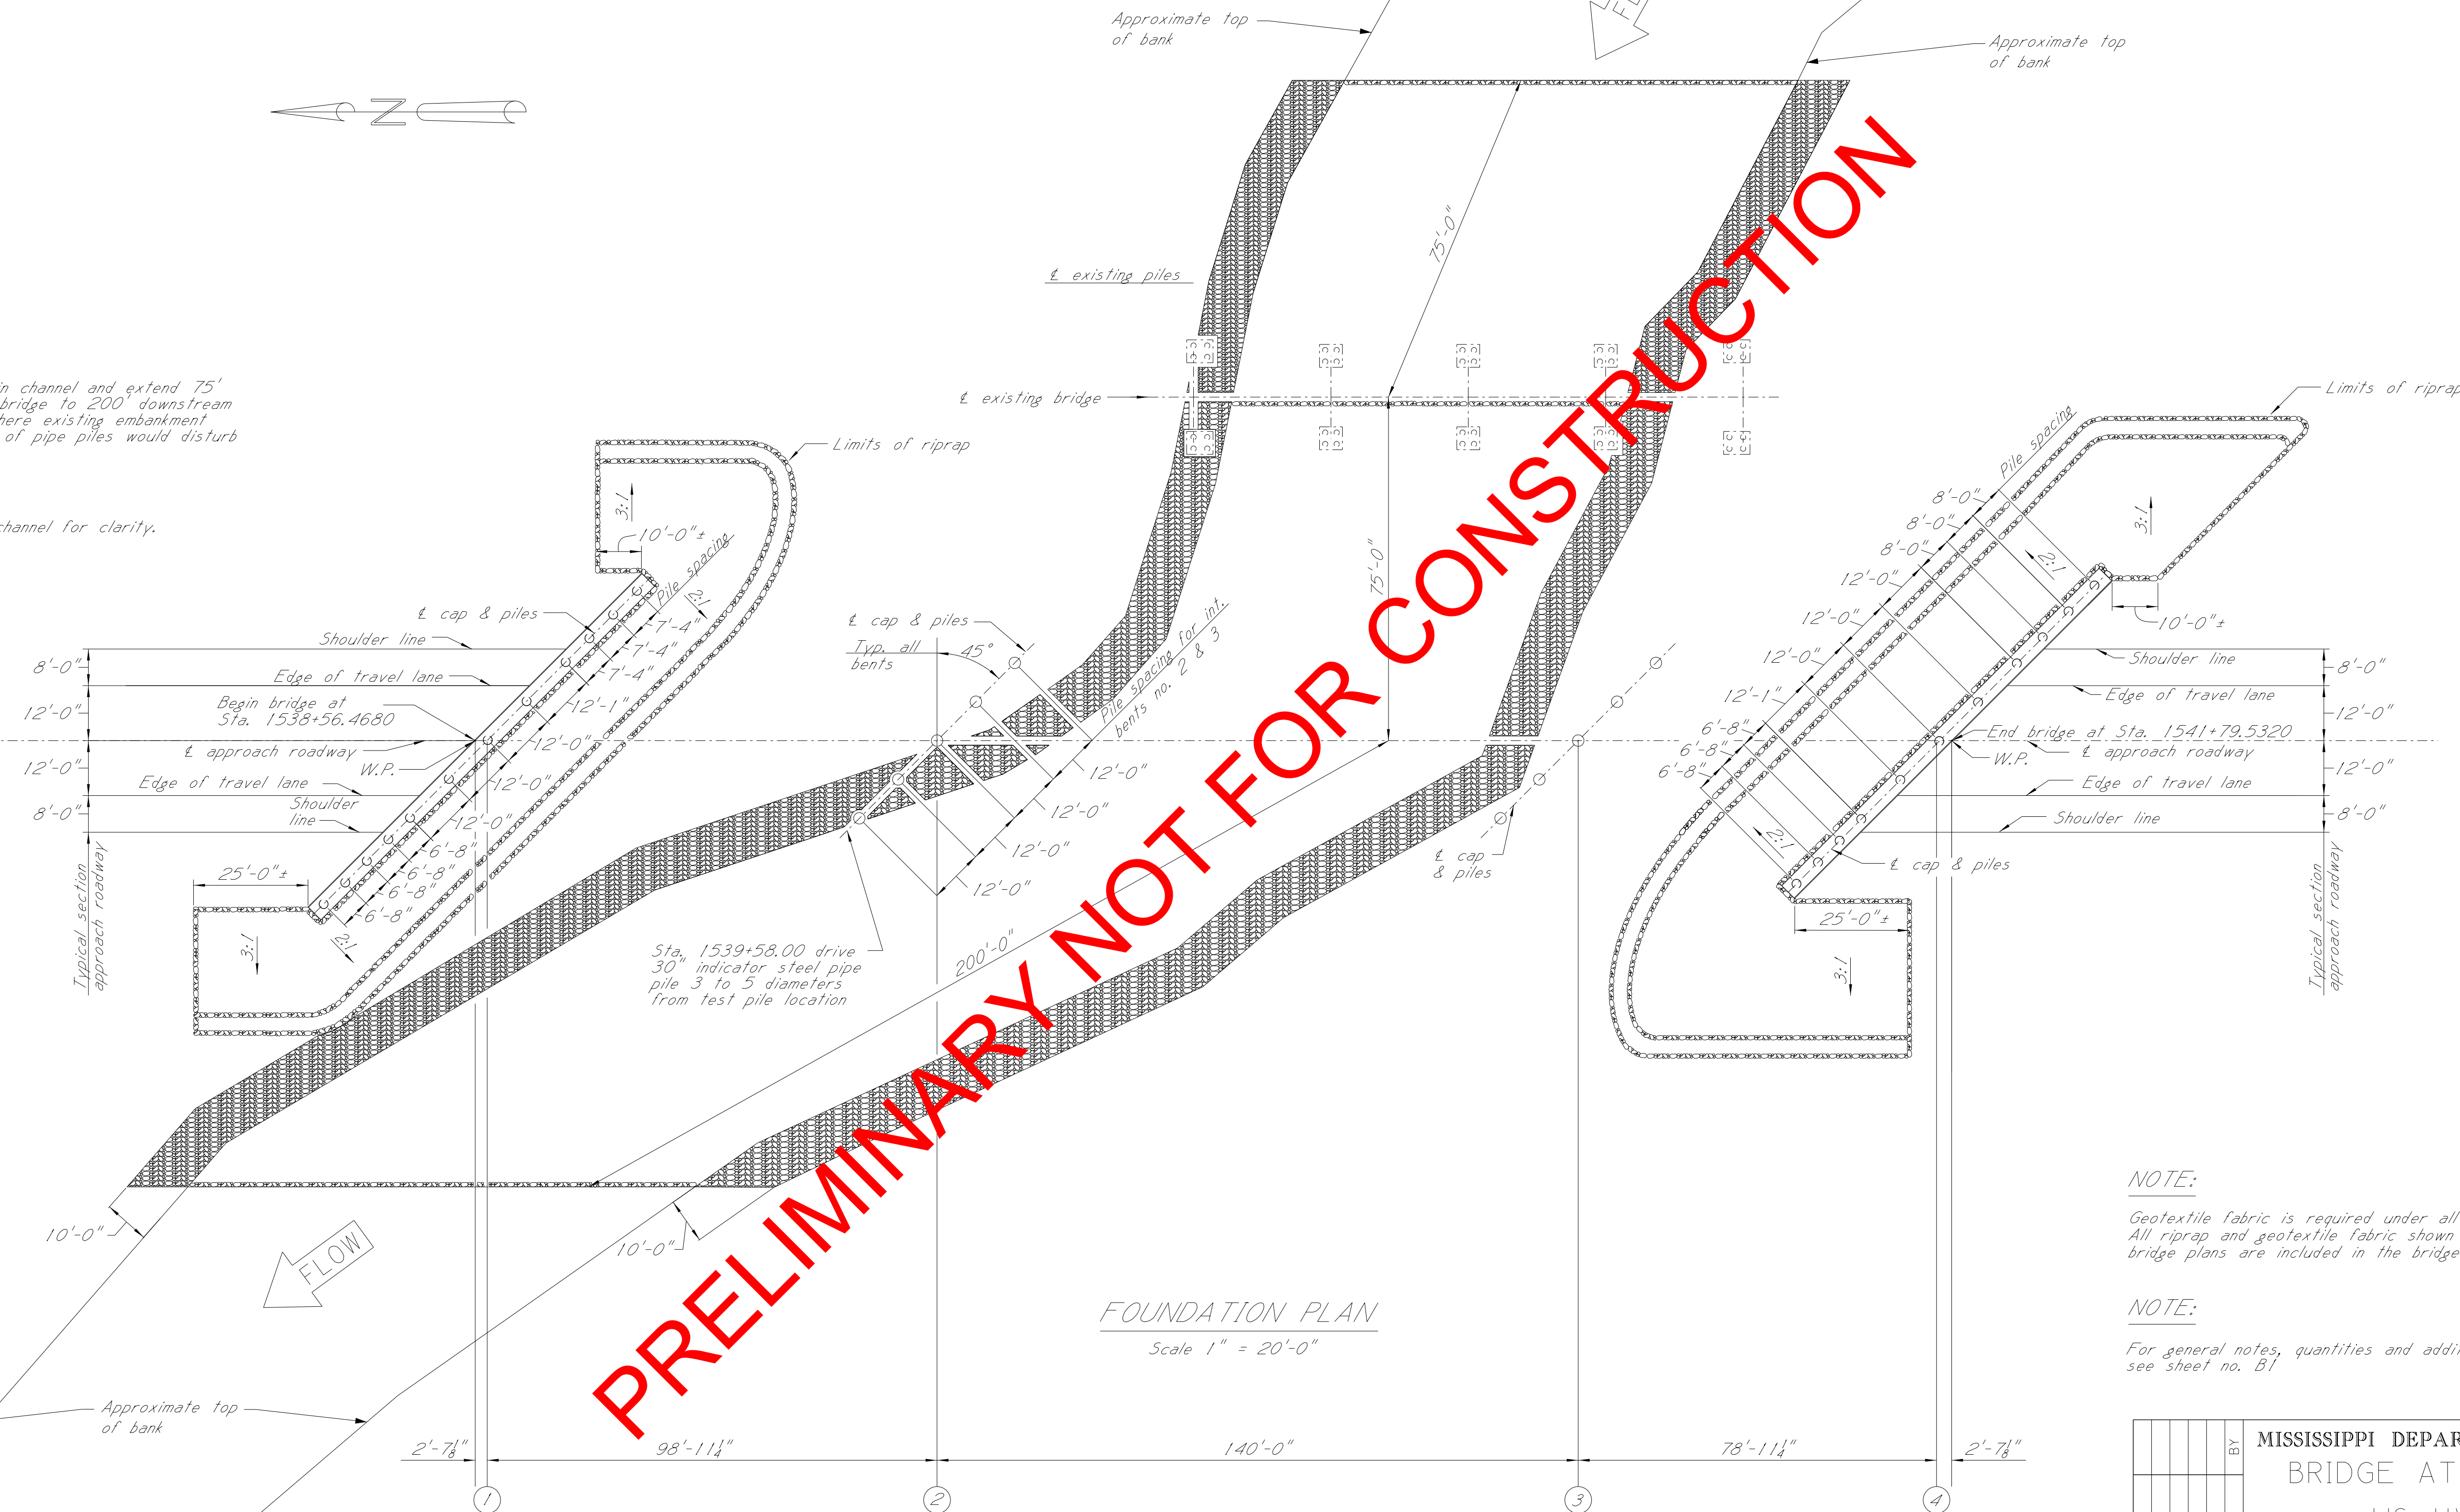 Approximate top
of bank
FL
Approximate top
of bank
N
75'-0"
℄ existing piles
℄ existing bridge
in channel and extend 75'
bridge to 200' downstream
here existing embankment
of pipe piles would disturb
channel for clarity.
Limits of riprap
3:1
10'-0"±
Pile spacing
2:1
℄ cap & piles
Shoulder line
8'-0"
Edge of travel lane
12'-0"
Begin bridge at
Sta. 1538+56.4680
℄ approach roadway
W.P.
12'-0"
Edge of travel lane
8'-0"
Shoulder
line
7'-4"
7'-4"
7'-4"
12'-1"
12'-0"
12'-0"
12'-0"
6'-8"
6'-8"
6'-8"
6'-8"
2:1
25'-0"±
3:1
Typical section
approach roadway
℄ cap & piles
Typ. all
bents
45°
Pile spacing for int.
bents no. 2 & 3
12'-0"
12'-0"
12'-0"
12'-0"
75'-0"
200'-0"
℄ cap
& piles
Sta. 1539+58.00 drive
30" indicator steel pipe
pile 3 to 5 diameters
from test pile location
Limits of riprap
Pile spacing
8'-0"
8'-0"
8'-0"
12'-0"
12'-0"
12'-0"
12'-1"
6'-8"
6'-8"
6'-8"
2:1
3:1
10'-0"±
Shoulder line
8'-0"
Edge of travel lane
12'-0"
End bridge at Sta. 1541+79.5320
W.P.
℄ approach roadway
12'-0"
Edge of travel lane
8'-0"
Shoulder line
2:1
℄ cap & piles
25'-0"±
3:1
Typical section
approach roadway
PRELIMINARY NOT FOR CONSTRUCTION
10'-0"
FLOW
10'-0"
Approximate top
of bank
FOUNDATION PLAN
Scale 1" = 20'-0"
NOTE:
Geotextile fabric is required under all
All riprap and geotextile fabric shown
bridge plans are included in the bridge
NOTE:
For general notes, quantities and addi
see sheet no. B1
2'-7⅛"
98'-11¼"
140'-0"
78'-11¼"
2'-7⅛"
1
2
3
4
BY
MISSISSIPPI DEPAR
BRIDGE AT